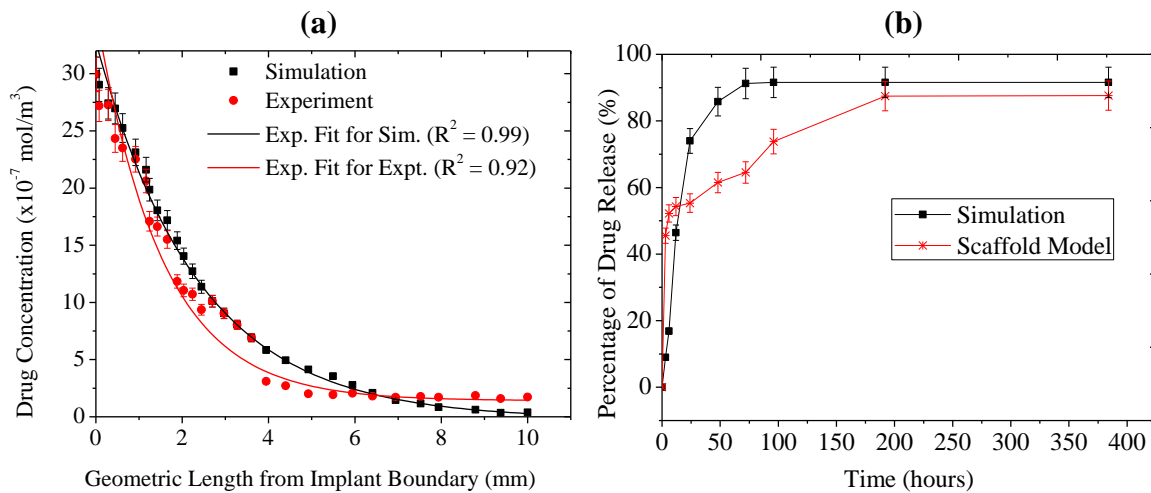 (a)
Drug Concentration (x10⁻⁷ mol/m³)
30
25
20
15
10
5
0
Simulation
Experiment
Exp. Fit for Sim. (R² = 0.99)
Exp. Fit for Expt. (R² = 0.92)
0 2 4 6 8 10
Geometric Length from Implant Boundary (mm)
(b)
Percentage of Drug Release (%)
100
80
60
40
20
0
Simulation
Scaffold Model
0 50 100 150 200 250 300 350 400
Time (hours)